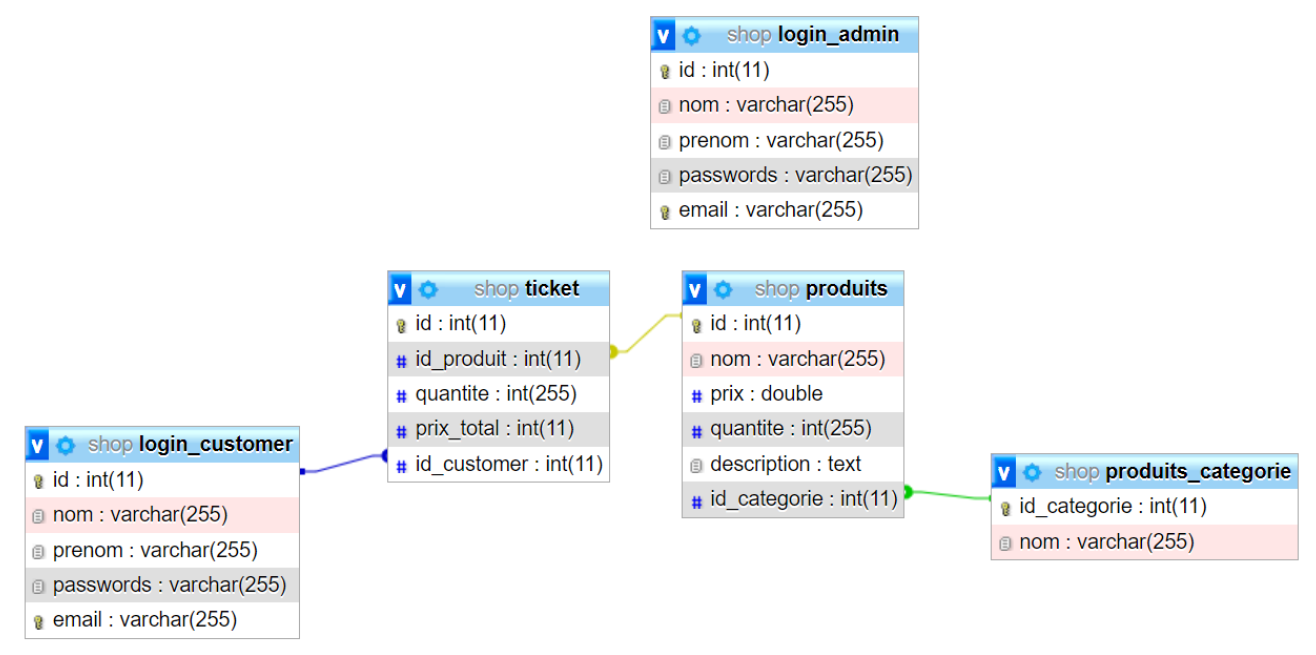 v shop login_admin
id : int(11)
nom : varchar(255)
prenom : varchar(255)
passwords : varchar(255)
email : varchar(255)
v shop ticket
id : int(11)
# id_produit : int(11)
# quantite : int(255)
# prix_total : int(11)
# id_customer : int(11)
v shop produits
id : int(11)
nom : varchar(255)
# prix : double
# quantite : int(255)
description : text
# id_categorie : int(11)
v shop login_customer
id : int(11)
nom : varchar(255)
prenom : varchar(255)
passwords : varchar(255)
email : varchar(255)
v shop produits_categorie
id_categorie : int(11)
nom : varchar(255)